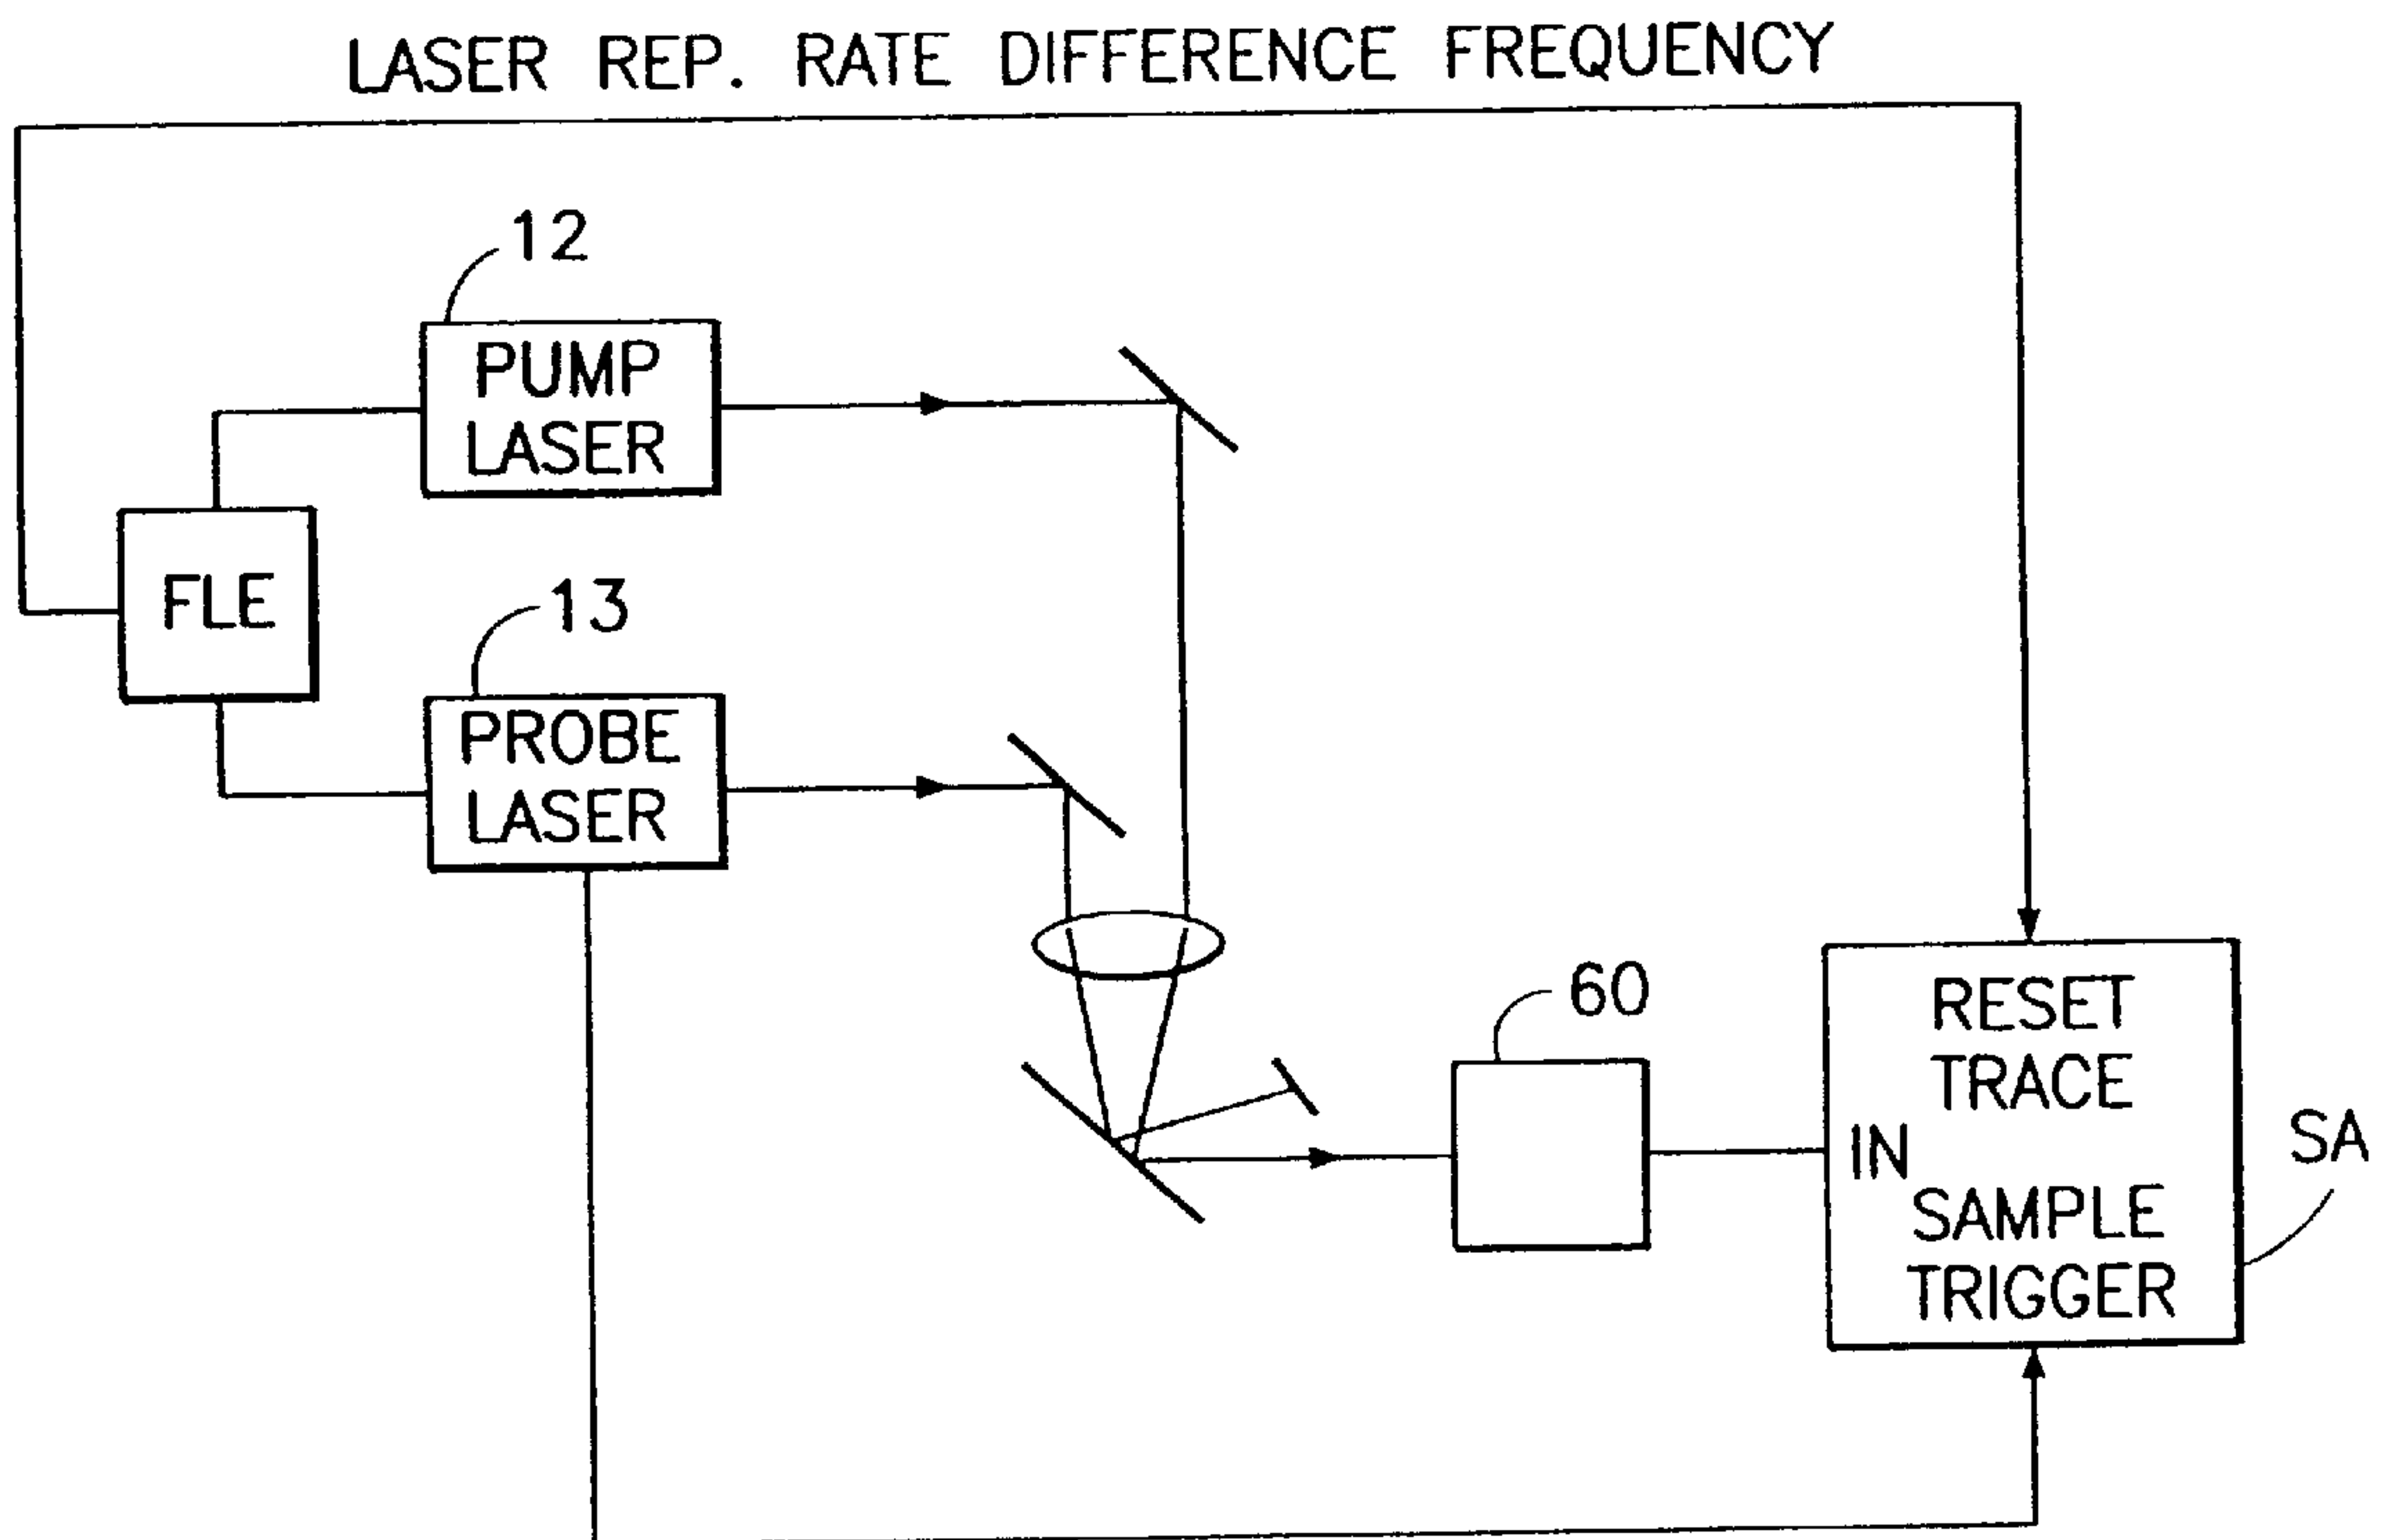 LASER REP. RATE DIFFERENCE FREQUENCY
12
PUMP
LASER
FLE
13
PROBE
LASER
60
RESET
TRACE
IN
SAMPLE
TRIGGER
SA